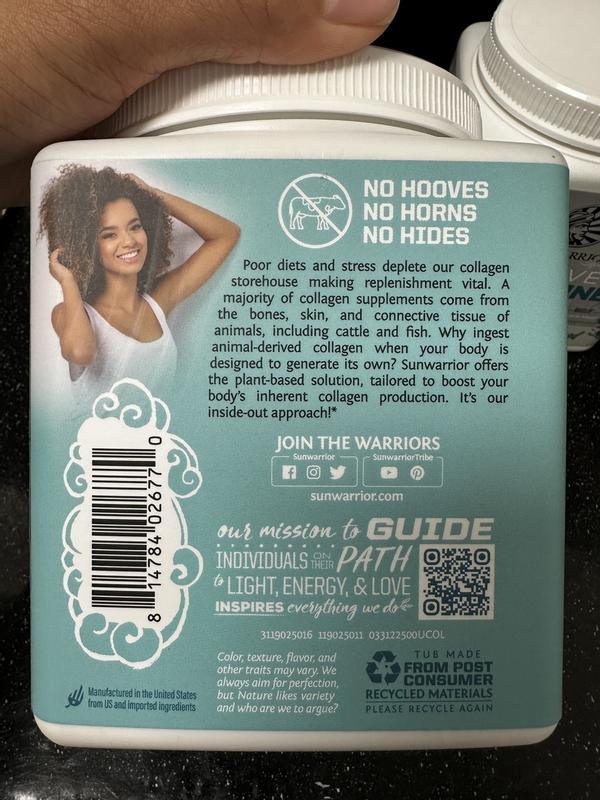 NO HOOVES
NO HORNS
NO HIDES
Poor diets and stress deplete our collagen
storehouse making replenishment vital. A
majority of collagen supplements come from
the bones, skin, and connective tissue of
animals, including cattle and fish. Why ingest
animal-derived collagen when your body is
designed to generate its own? Sunwarrior offers
the plant-based solution, tailored to boost your
body's inherent collagen production. It's our
inside-out approach!*
JOIN THE WARRIORS
Sunwarrior SunwarriorTribe
sunwarrior.com
our mission to GUIDE
INDIVIDUALS ON THEIR PATH
to LIGHT, ENERGY, & LOVE
INSPIRES everything we do
3119025016 119025011 033122500UCOL
8 14784 02677 0
Color, texture, flavor, and
other traits may vary. We
always aim for perfection,
but Nature likes variety
and who are we to argue?
TUB MADE
FROM POST
CONSUMER
RECYCLED MATERIALS
PLEASE RECYCLE AGAIN
Manufactured in the United States
from US and imported ingredients